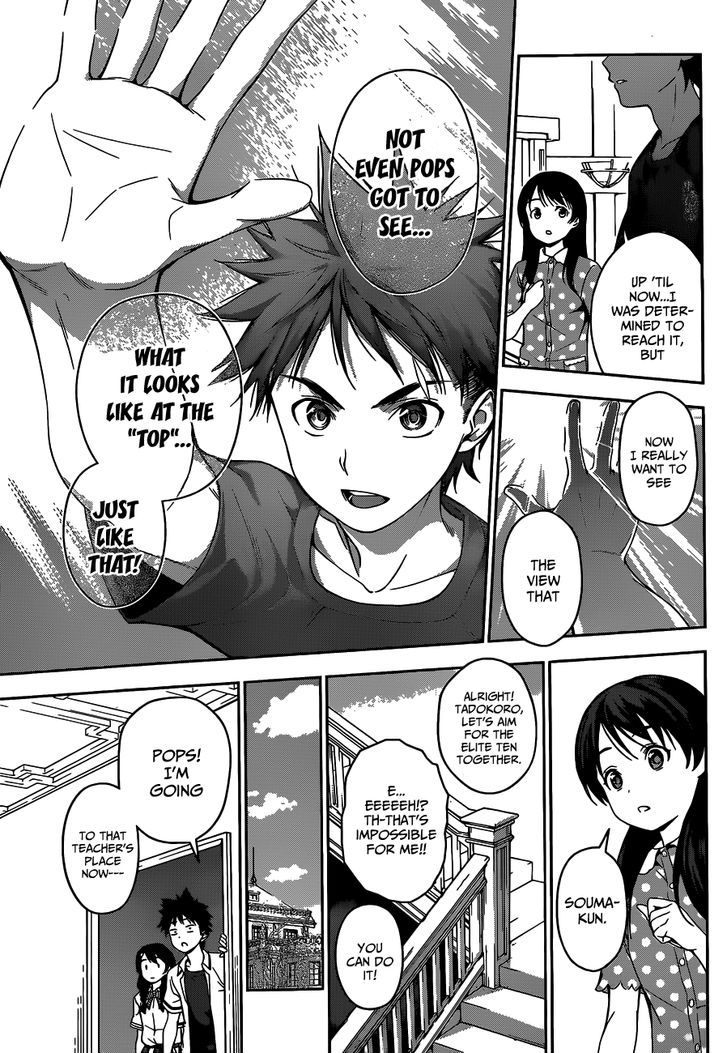 UP 'TIL
NOW...I
WAS DETER-
MINED TO
REACH IT,
BUT
NOW
I REALLY
WANT TO
SEE
THE
VIEW THAT
NOT
EVEN POPS
GOT TO
SEE...
WHAT
IT LOOKS
LIKE AT THE
"TOP"...
JUST
LIKE
THAT!
SOUMA-
KUN.
ALRIGHT!
TADOKORO,
LET'S AIM
FOR THE
ELITE TEN
TOGETHER.
E...
EEEEEH!?
TH-THAT'S
IMPOSSIBLE
FOR ME!!
YOU
CAN DO
IT!
POPS!
I'M
GOING
TO THAT
TEACHER'S
PLACE
NOW---